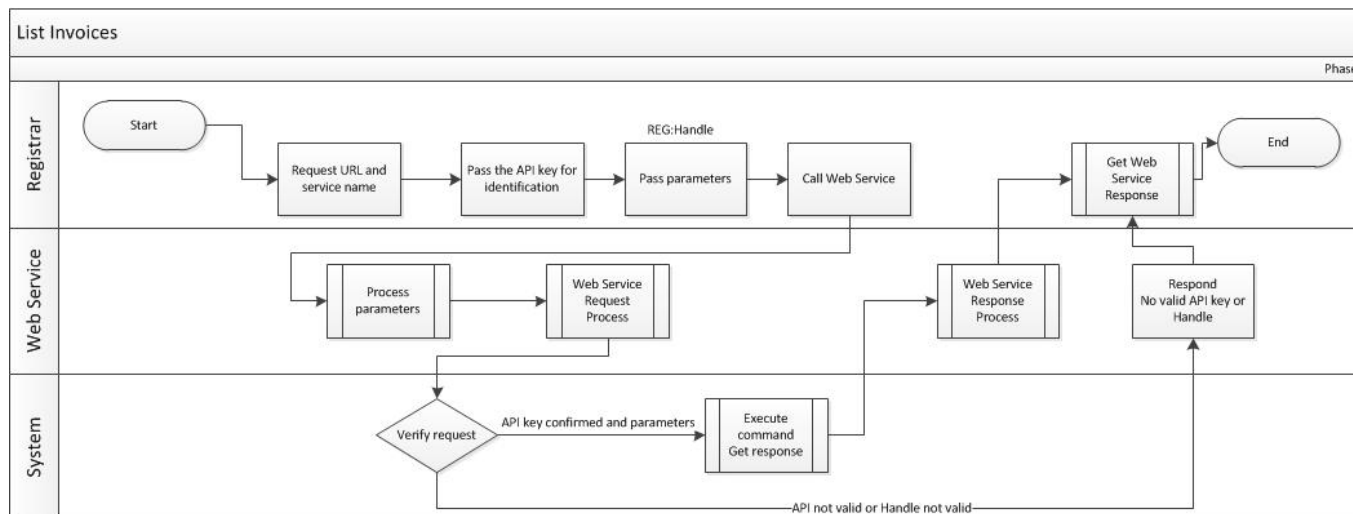 List Invoices
Phase
Registrar
Start
Request URL and
service name
Pass the API key for
identification
REG:Handle
Pass parameters
Call Web Service
Get Web
Service
Response
End
Web Service
Process
parameters
Web Service
Request
Process
Web Service
Response
Process
Respond
No valid API key or
Handle
System
Verify request
API key confirmed and parameters
Execute
command
Get response
API not valid or Handle not valid